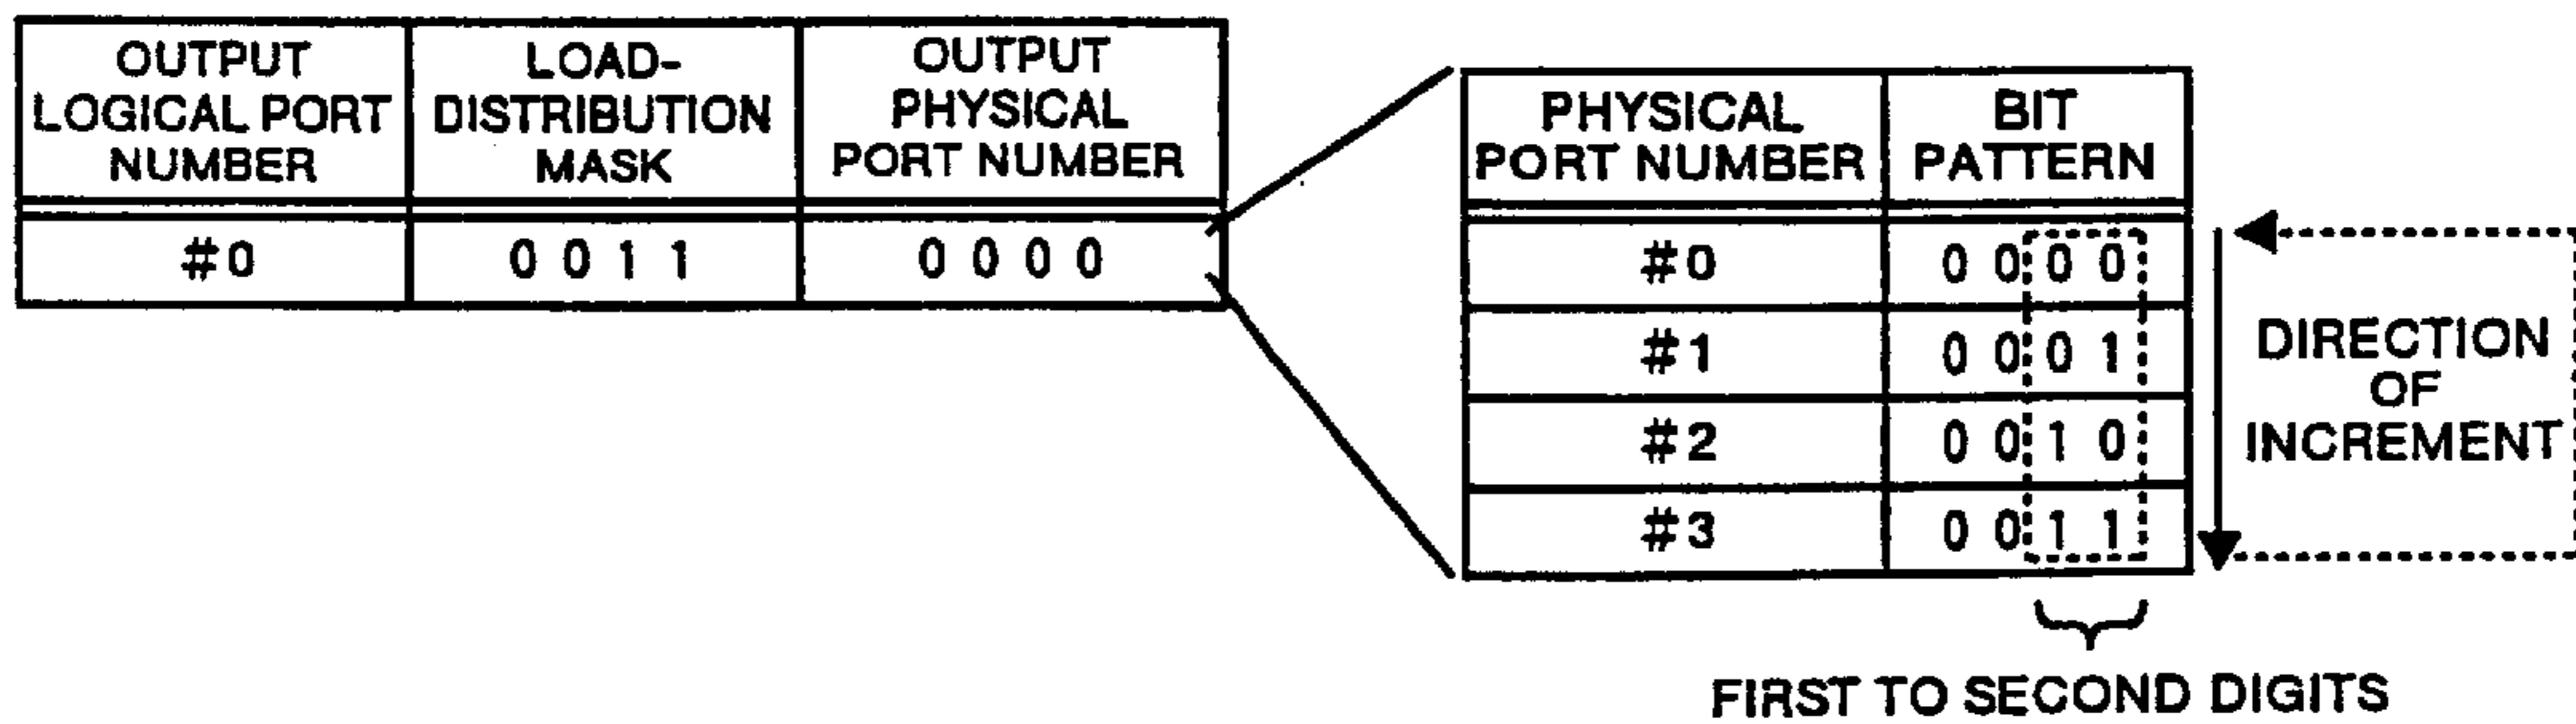 OUTPUT
LOGICAL PORT
NUMBER
LOAD-
DISTRIBUTION
MASK
OUTPUT
PHYSICAL
PORT NUMBER
#0
0 0 1 1
0 0 0 0
PHYSICAL
PORT NUMBER
BIT
PATTERN
#0
0 0 0 0
#1
0 0 0 1
#2
0 0 1 0
#3
0 0 1 1
DIRECTION
OF
INCREMENT
FIRST TO SECOND DIGITS